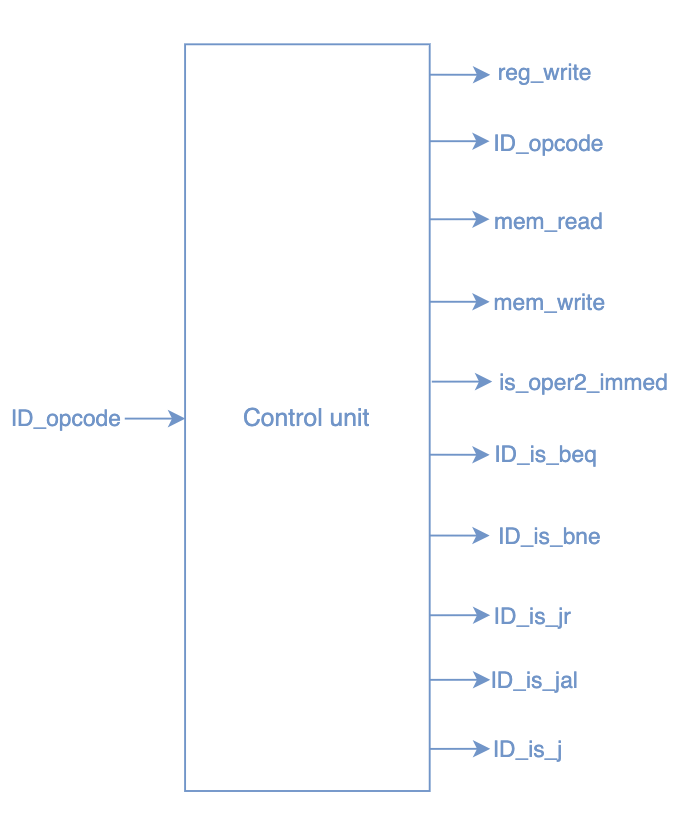 reg_write
ID_opcode
mem_read
mem_write
is_oper2_immed
ID_opcode
Control unit
ID_is_beq
ID_is_bne
ID_is_jr
ID_is_jal
ID_is_j